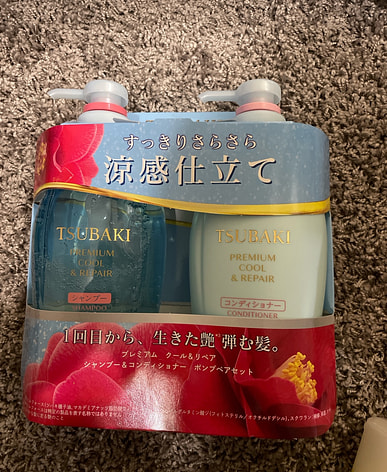 すっきりさらさら
涼感仕立て
TSUBAKI
PREMIUM
COOL
& REPAIR
シャンプー
SHAMPOO
TSUBAKI
PREMIUM
COOL
& REPAIR
コンディショナー
CONDITIONER
1回目から、生きた艶 弾む髪。
プレミアム クール&リペア
シャンプー&コンディショナー ポンプペアセット